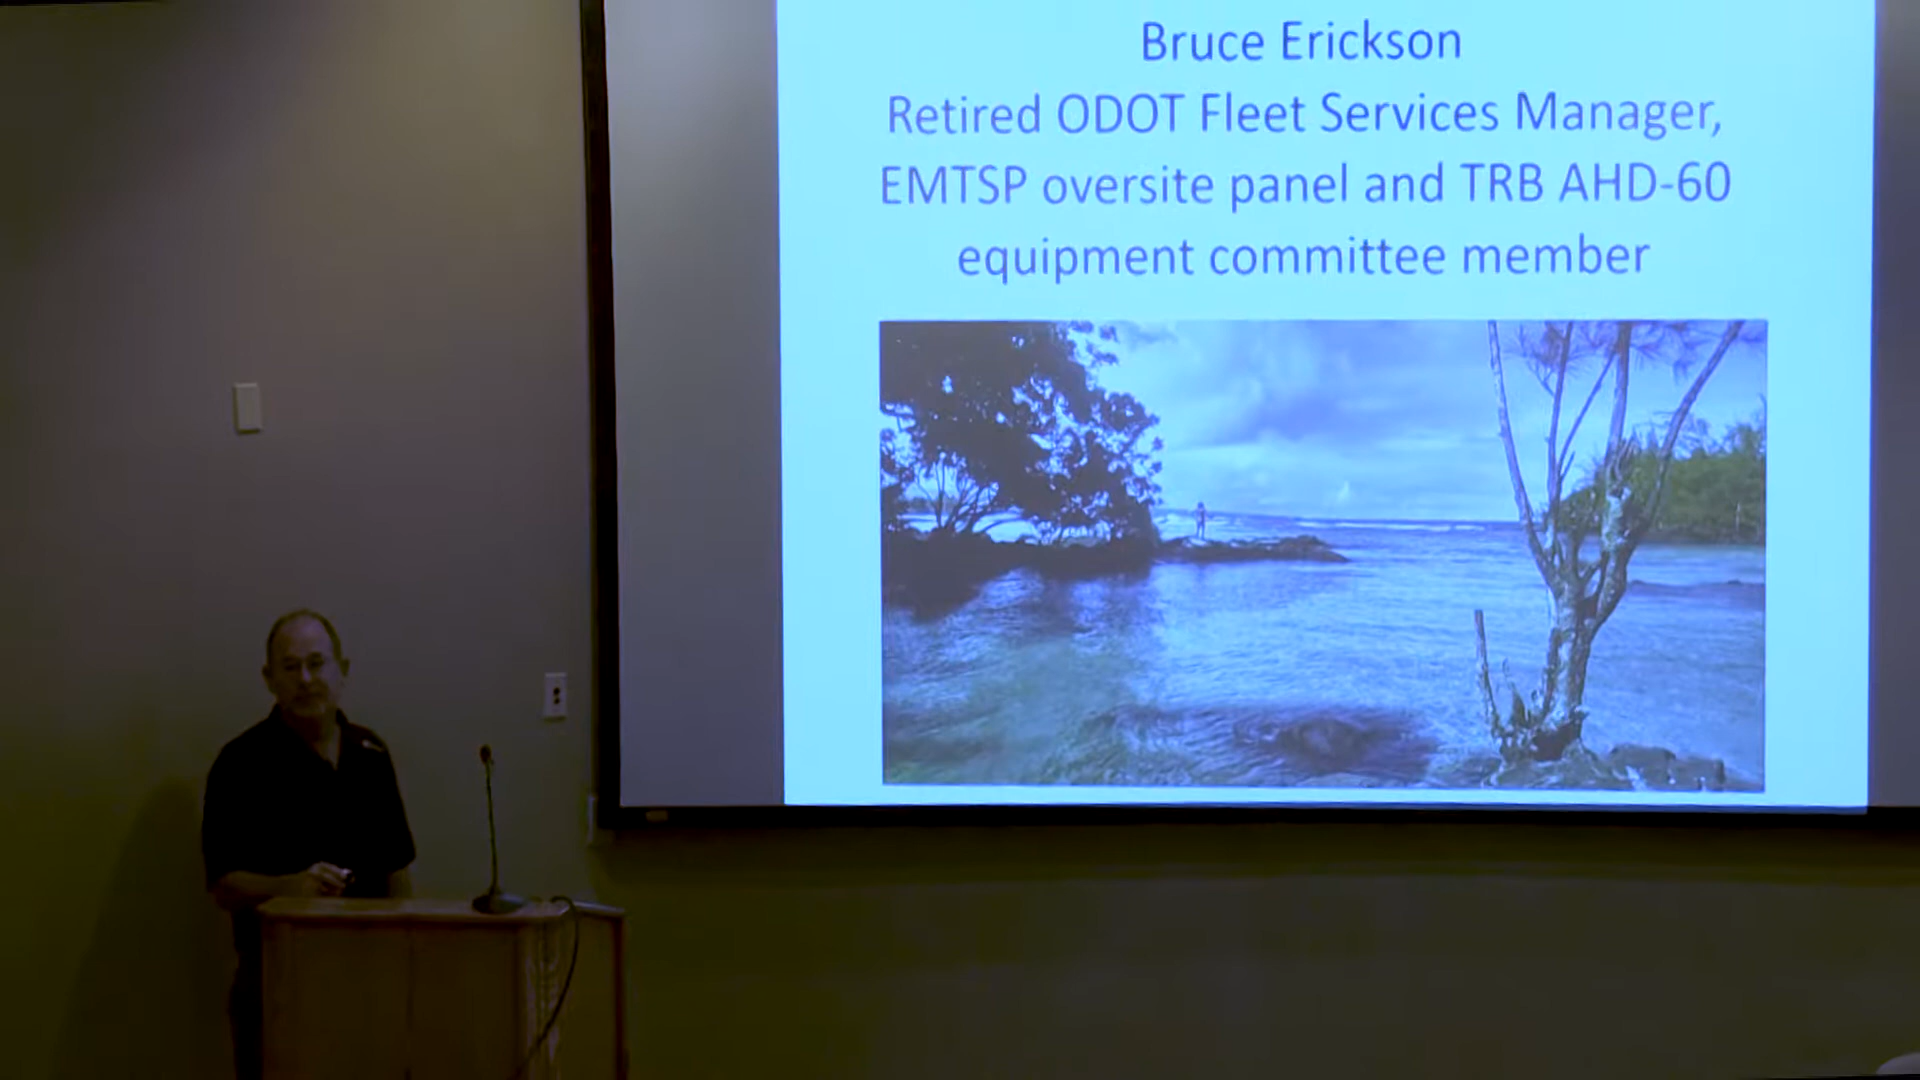 Bruce Erickson
Retired ODOT Fleet Services Manager,
EMTSP oversite panel and TRB AHD-60
equipment committee member